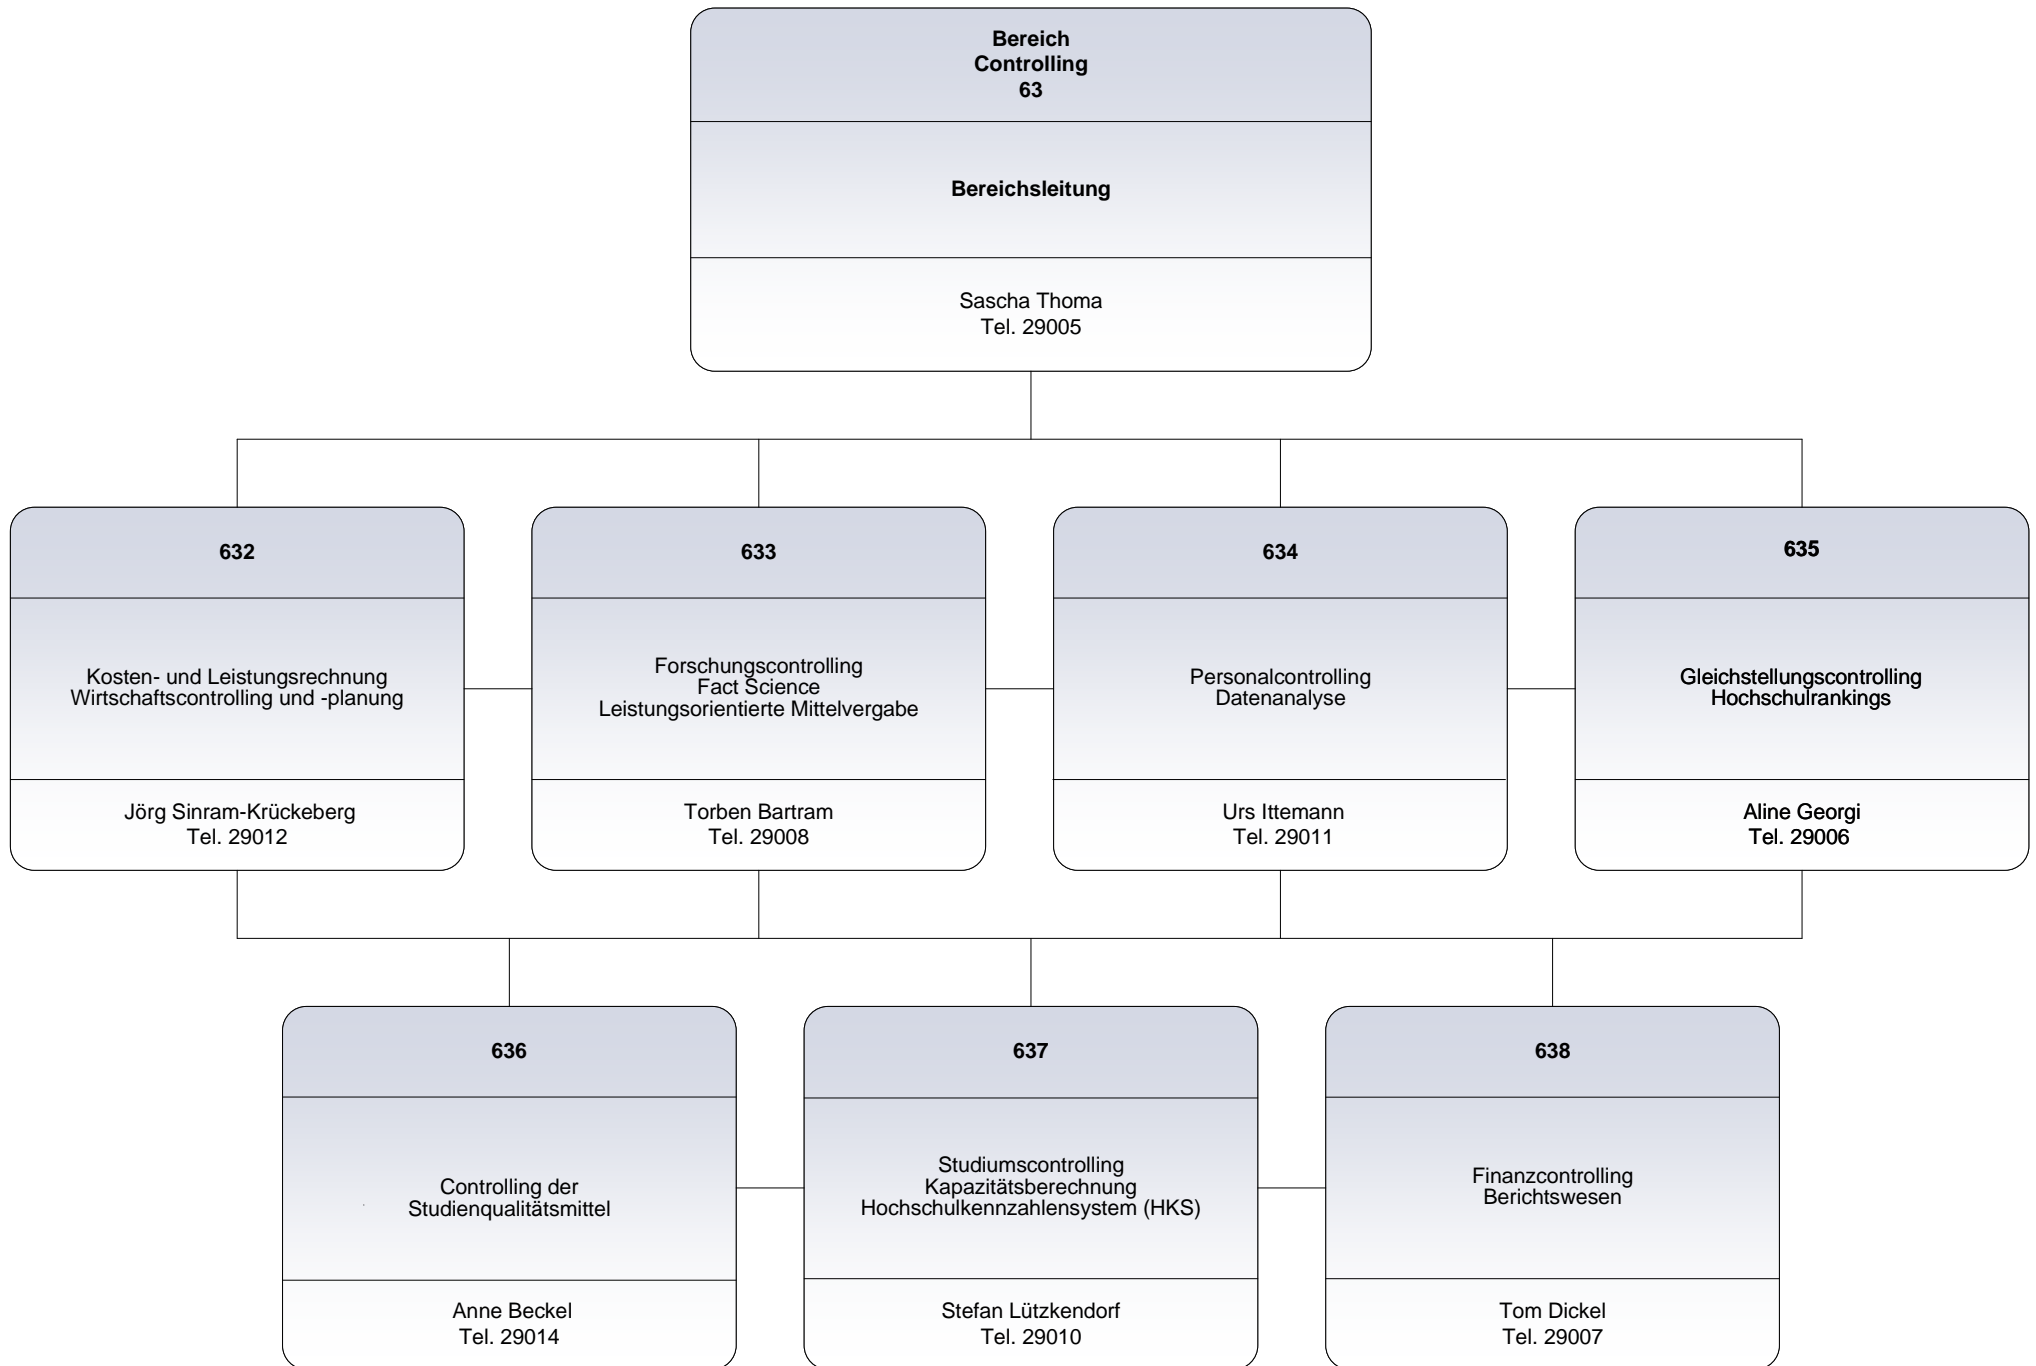 Bereich
Controlling
63
Bereichsleitung
Sascha Thoma
Tel. 29005
632
Kosten- und Leistungsrechnung
Wirtschaftscontrolling und -planung
Jörg Sinram-Krückeberg
Tel. 29012
633
Forschungscontrolling
Fact Science
Leistungsorientierte Mittelvergabe
Torben Bartram
Tel. 29008
634
Personalcontrolling
Datenanalyse
Urs Ittemann
Tel. 29011
635
Gleichstellungscontrolling
Hochschulrankings
Aline Georgi
Tel. 29006
636
Controlling der
Studienqualitätsmittel
Anne Beckel
Tel. 29014
637
Studiumscontrolling
Kapazitätsberechnung
Hochschulkennzahlensystem (HKS)
Stefan Lützkendorf
Tel. 29010
638
Finanzcontrolling
Berichtswesen
Tom Dickel
Tel. 29007